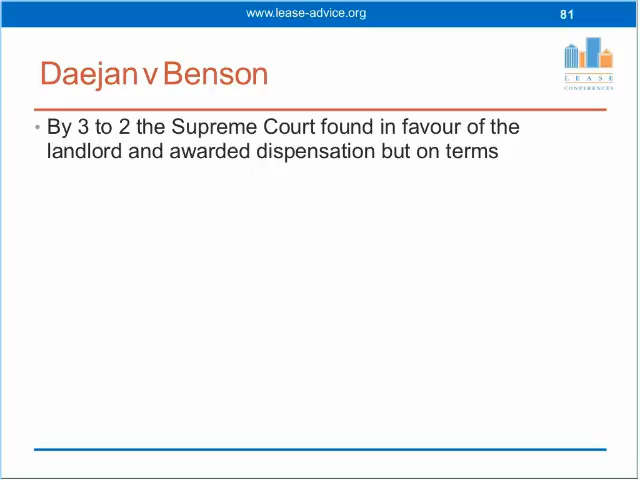 www.lease-advice.org
81
Daejan v Benson
LEASE
CONFERENCES
• By 3 to 2 the Supreme Court found in favour of the
landlord and awarded dispensation but on terms